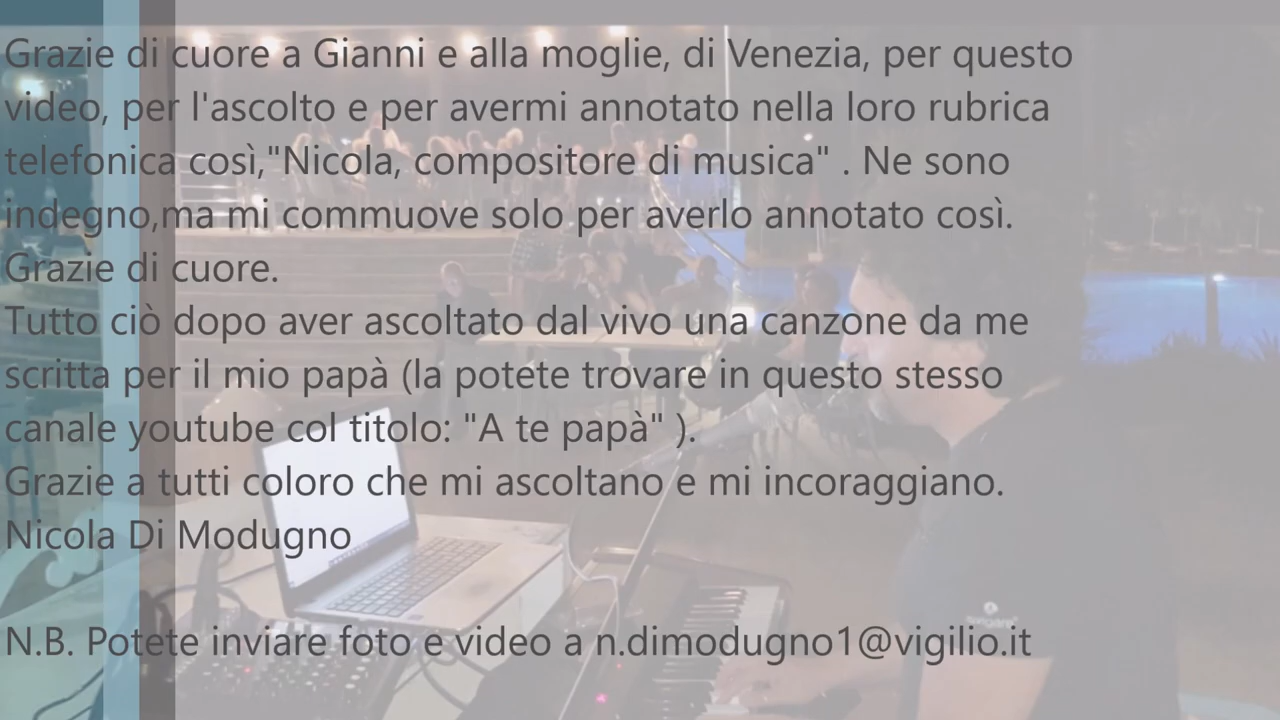 Grazie di cuore a Gianni e alla moglie, di Venezia, per questo
video, per l'ascolto e per avermi annotato nella loro rubrica
telefonica così,"Nicola, compositore di musica" . Ne sono
indegno,ma mi commuove solo per averlo annotato così.
Grazie di cuore.
Tutto ciò dopo aver ascoltato dal vivo una canzone da me
scritta per il mio papà (la potete trovare in questo stesso
canale youtube col titolo: "A te papà" ).
Grazie a tutti coloro che mi ascoltano e mi incoraggiano.
Nicola Di Modugno
N.B. Potete inviare foto e video a n.dimodugno1@vigilio.it